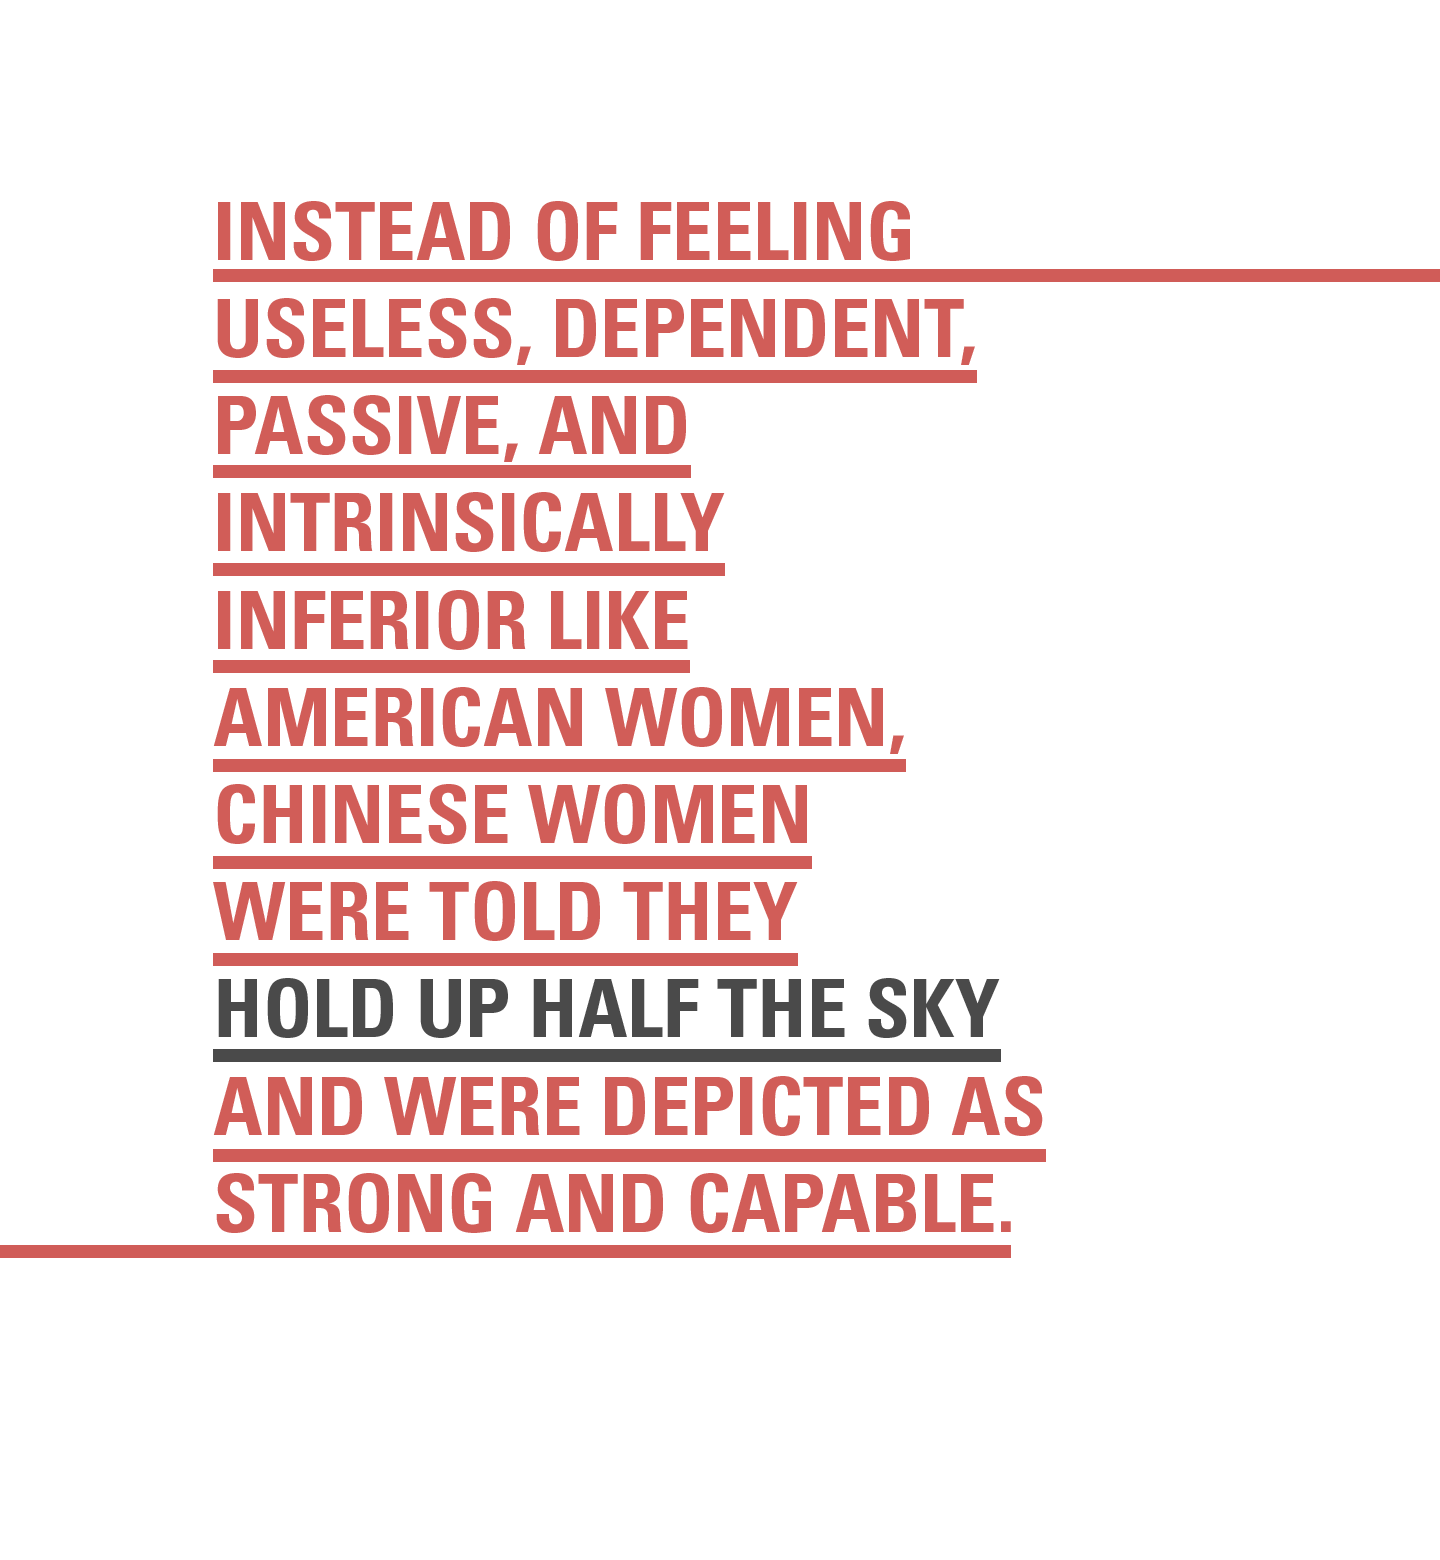 INSTEAD OF FEELING
USELESS, DEPENDENT,
PASSIVE, AND
INTRINSICALLY
INFERIOR LIKE
AMERICAN WOMEN,
CHINESE WOMEN
WERE TOLD THEY
HOLD UP HALF THE SKY
AND WERE DEPICTED AS
STRONG AND CAPABLE.